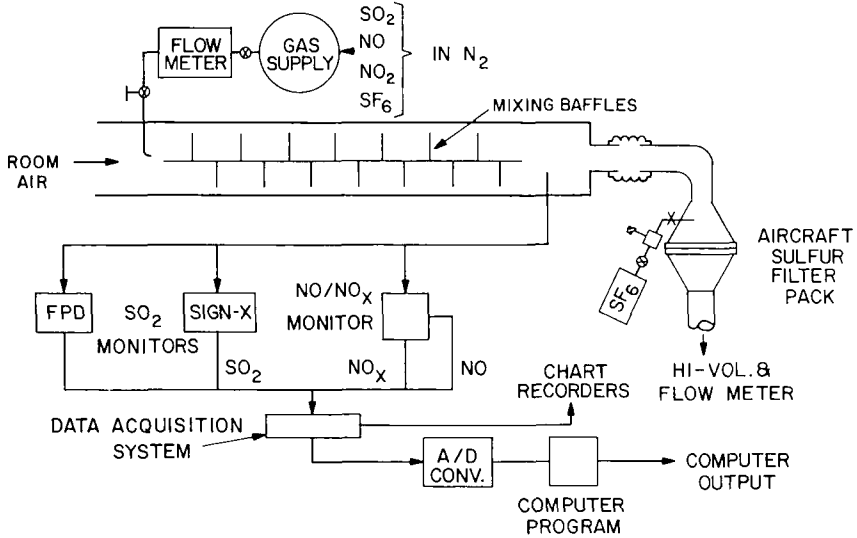 SO2
NO
NO2
SF6
IN N2
FLOW
METER
GAS
SUPPLY
MIXING BAFFLES
ROOM
AIR
AIRCRAFT
SULFUR
FILTER
PACK
SF6
HI-VOL. &
FLOW METER
FPD
SO2
MONITORS
SIGN-X
NO/NOX
MONITOR
SO2
NOX
NO
CHART
RECORDERS
DATA ACQUISITION
SYSTEM
A/D
CONV.
COMPUTER
PROGRAM
COMPUTER
OUTPUT